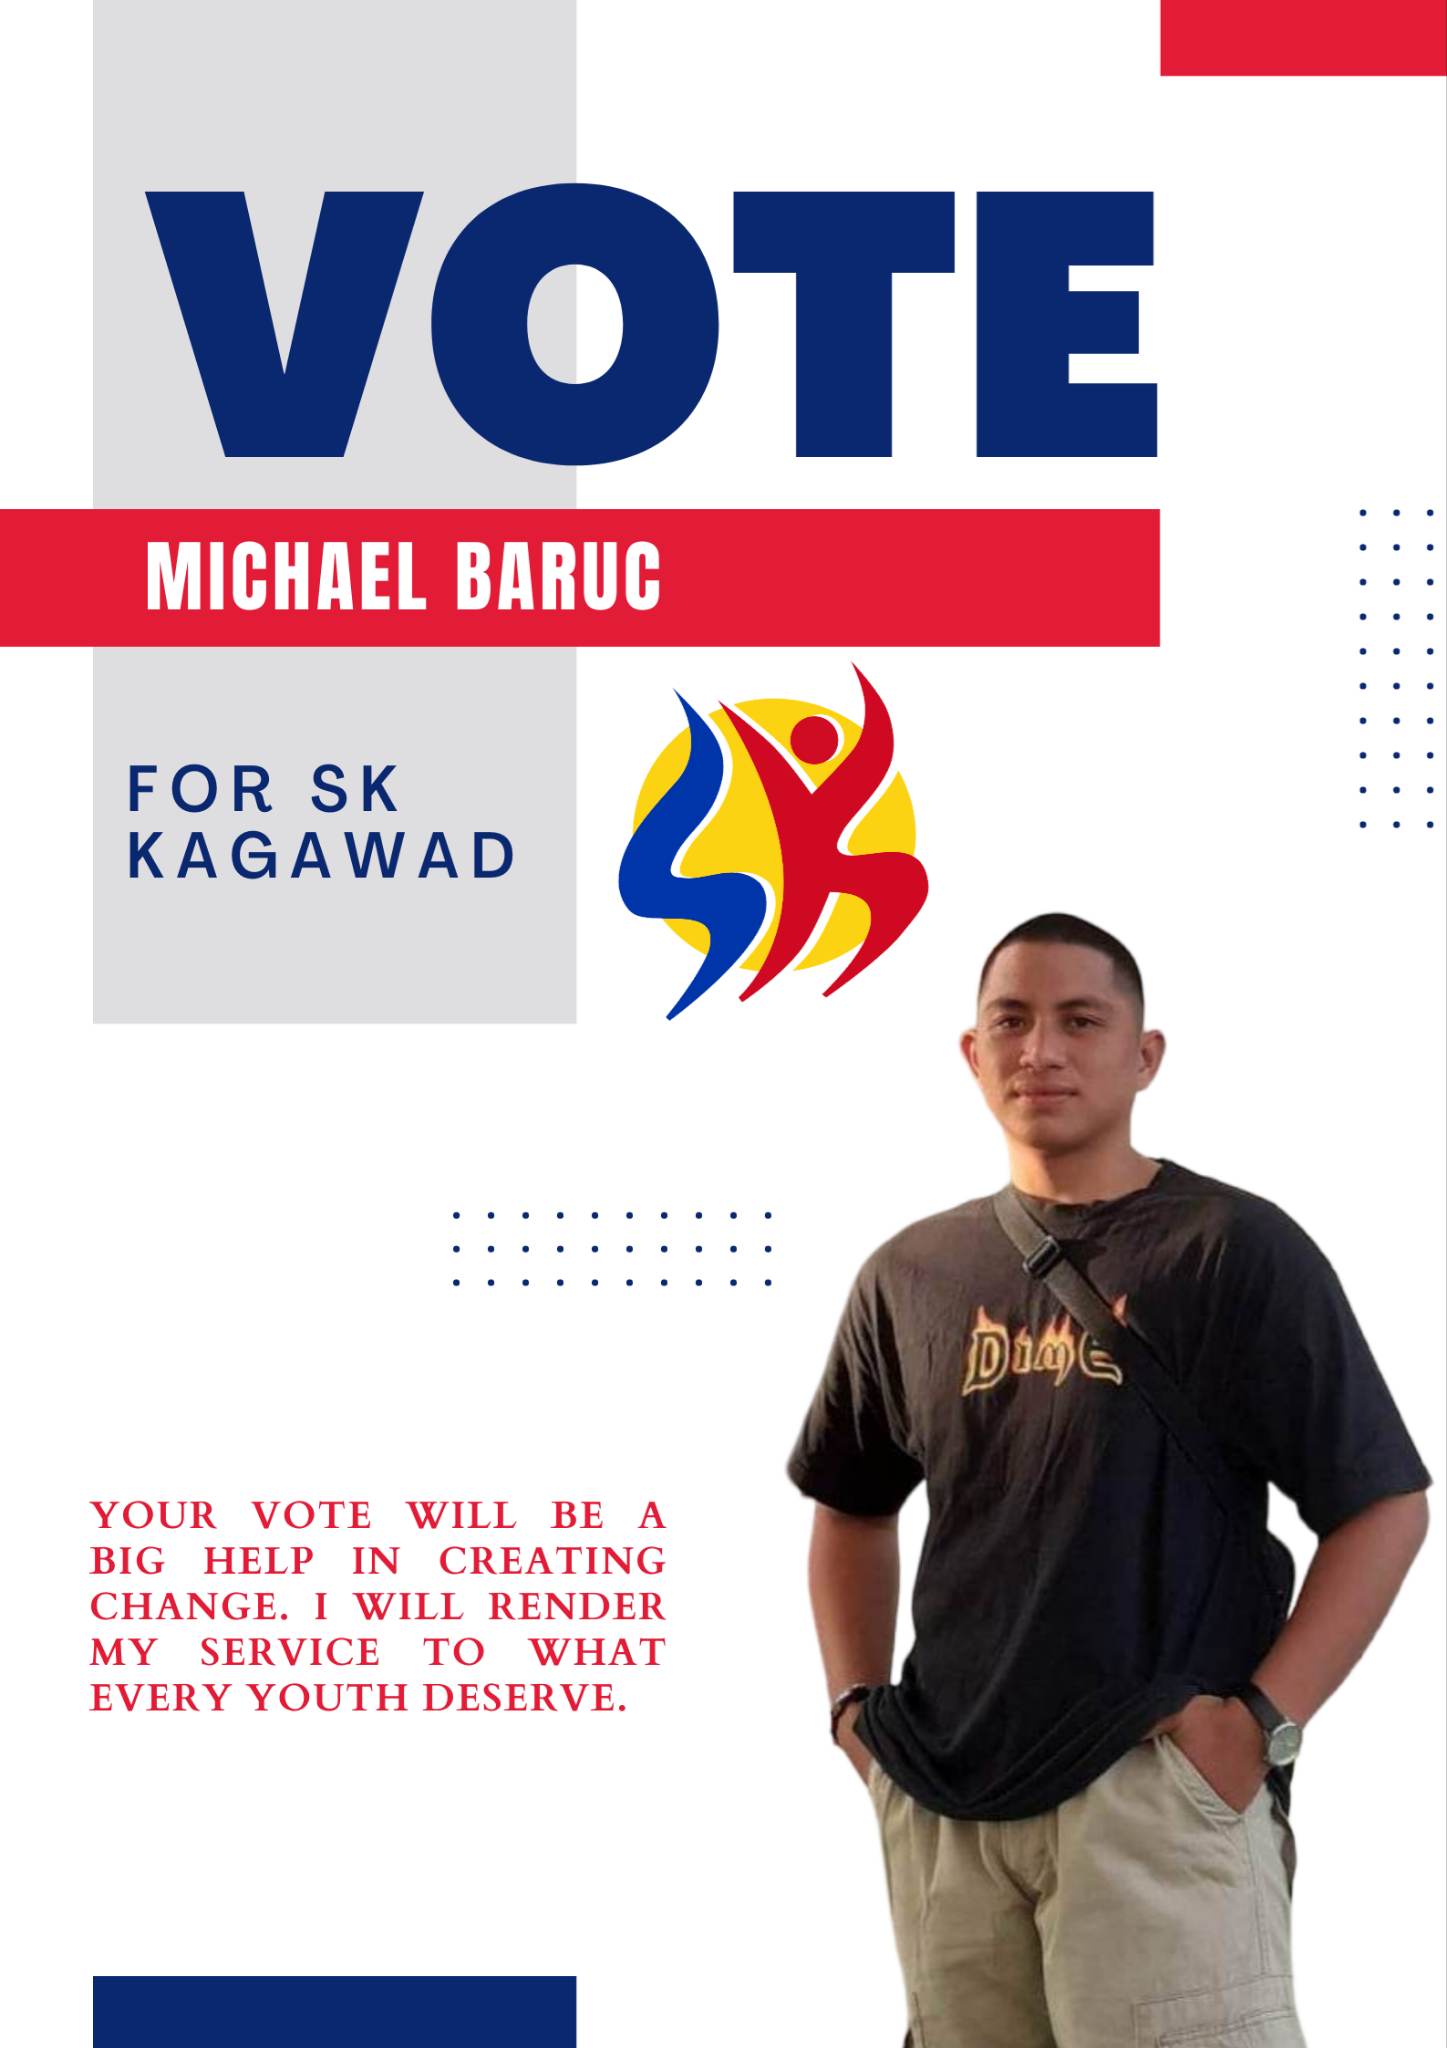 VOTE
MICHAEL BARUC
FOR SK
KAGAWAD
SK
DimE
YOUR VOTE WILL BE A
BIG HELP IN CREATING
CHANGE. I WILL RENDER
MY SERVICE TO WHAT
EVERY YOUTH DESERVE.